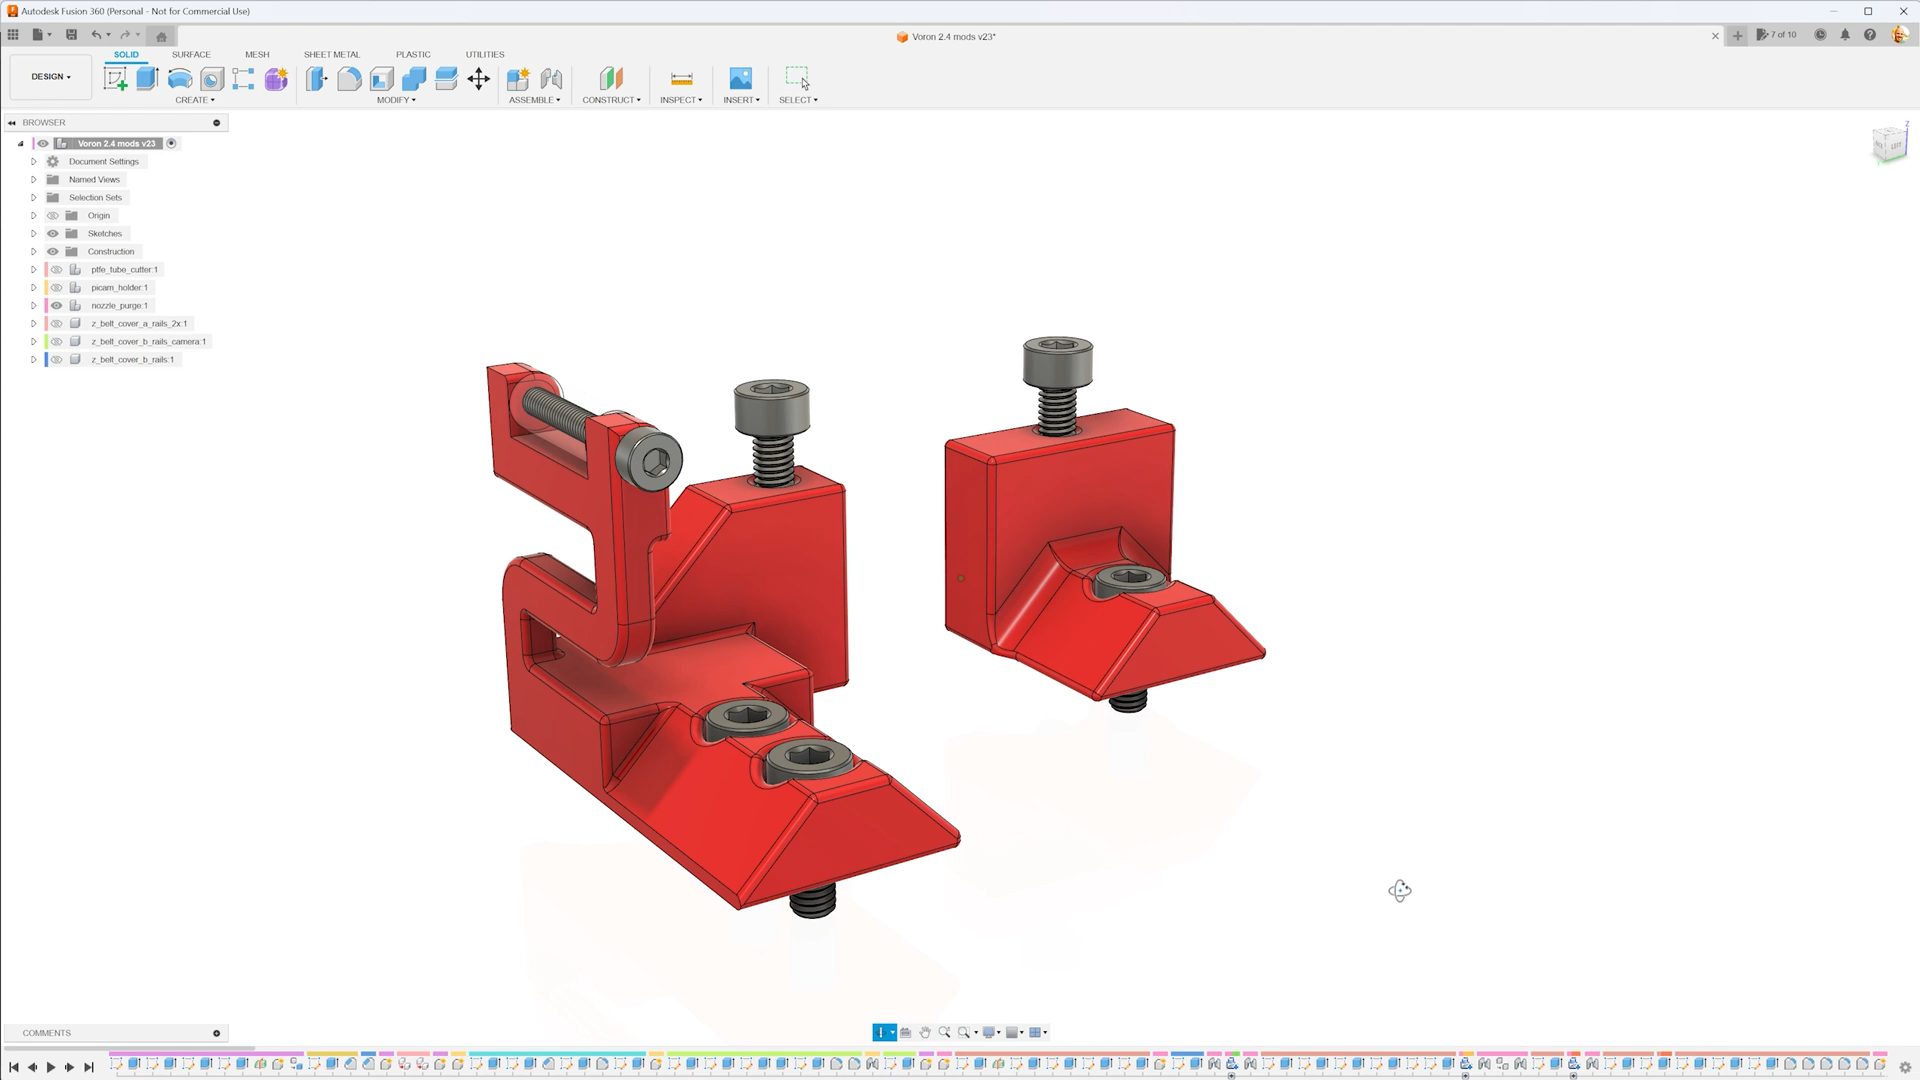 Autodesk Fusion 360 (Personal - Not for Commercial Use)
Voron 2.4 mods v23*
7 of 10
DESIGN
SOLID SURFACE MESH SHEET METAL PLASTIC UTILITIES
CREATE MODIFY ASSEMBLE CONSTRUCT INSPECT INSERT SELECT
BROWSER
Voron 2.4 mods v23
Document Settings
Named Views
Selection Sets
Origin
Sketches
Construction
ptfe_tube_cutter:1
picam_holder:1
nozzle_purge:1
z_belt_cover_a_rails_2x:1
z_belt_cover_b_rails_camera:1
z_belt_cover_b_rails:1
Z
LEFT
COMMENTS